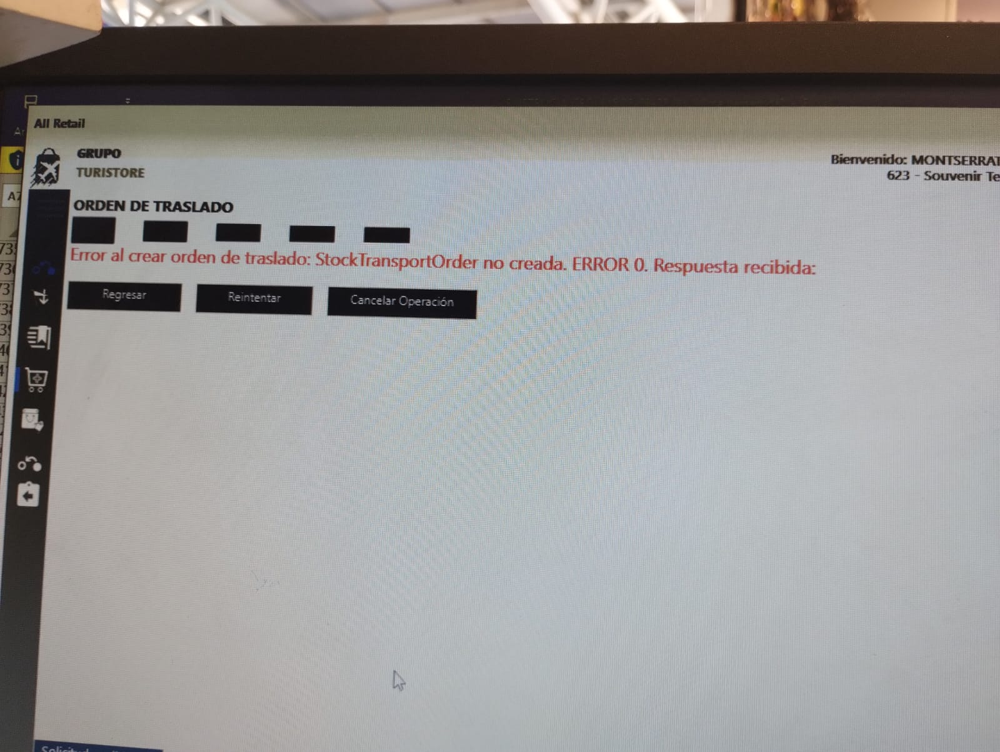 All Retail
GRUPO
TURISTORE
Bienvenido: MONTSERRAT
623 - Souvenir Te
ORDEN DE TRASLADO
Error al crear orden de traslado: StockTransportOrder no creada. ERROR 0. Respuesta recibida:
Regresar
Reintentar
Cancelar Operación